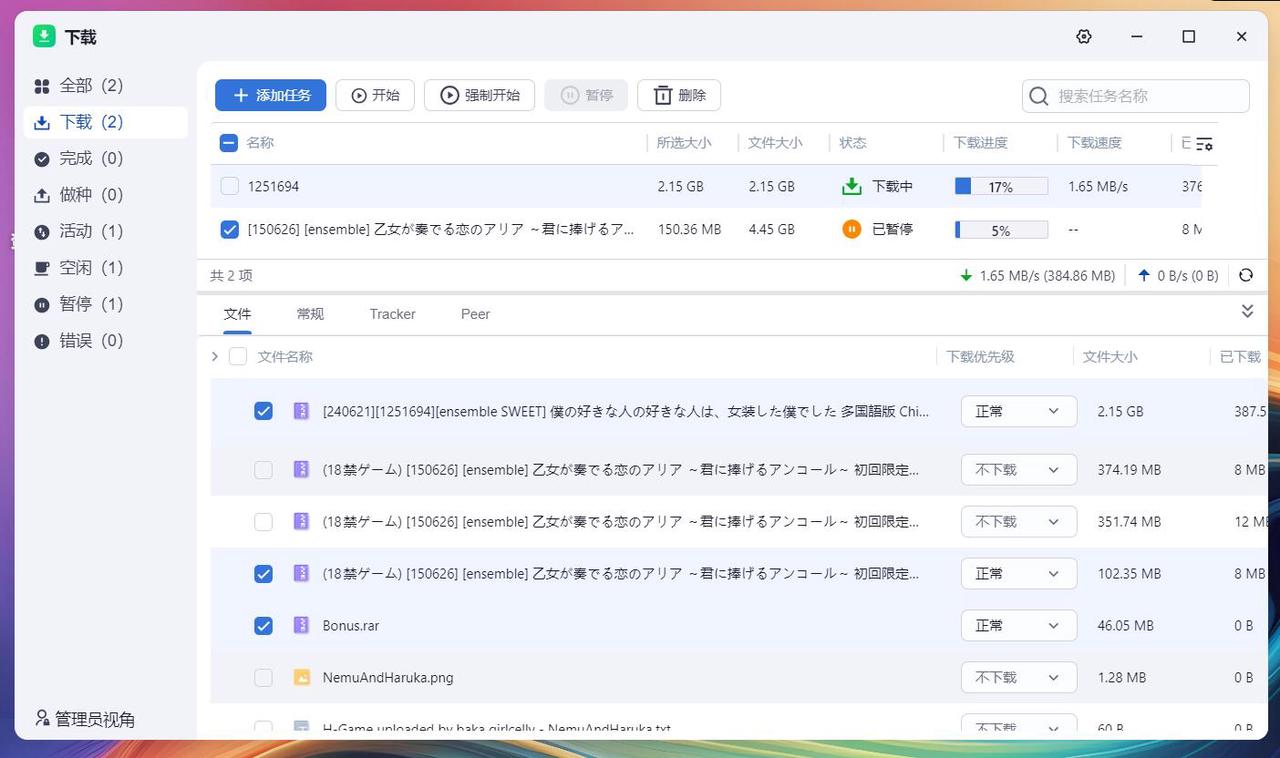 下载
全部 (2)
下载 (2)
完成 (0)
做种 (0)
活动 (1)
空闲 (1)
暂停 (1)
错误 (0)
管理员视角
添加任务 开始 强制开始 暂停 删除 搜索任务名称
名称 所选大小 文件大小 状态 下载进度 下载速度
1251694 2.15 GB 2.15 GB 下载中 17% 1.65 MB/s 376
[150626] [ensemble] 乙女が奏でる恋のアリア ～君に捧げるア... 150.36 MB 4.45 GB 已暂停 5% -- 8 M
共 2 项 1.65 MB/s (384.86 MB) 0 B/s (0 B)
文件 常规 Tracker Peer
文件名称 下载优先级 文件大小 已下载
[240621][1251694][ensemble SWEET] 僕の好きな人の好きな人は、女装した僕でした 多国語版 Chi... 正常 2.15 GB 387.5
(18禁ゲーム) [150626] [ensemble] 乙女が奏でる恋のアリア ～君に捧げるアンコール～ 初回限定... 不下载 374.19 MB 8 MB
(18禁ゲーム) [150626] [ensemble] 乙女が奏でる恋のアリア ～君に捧げるアンコール～ 初回限定... 不下载 351.74 MB 12 MB
(18禁ゲーム) [150626] [ensemble] 乙女が奏でる恋のアリア ～君に捧げるアンコール～ 初回限定... 正常 102.35 MB 8 MB
Bonus.rar 正常 46.05 MB 0 B
NemuAndHaruka.png 不下载 1.28 MB 0 B
H-Game uploaded by baka girlcelly - NemuAndHaruka.txt 不下载 60 B 0 B